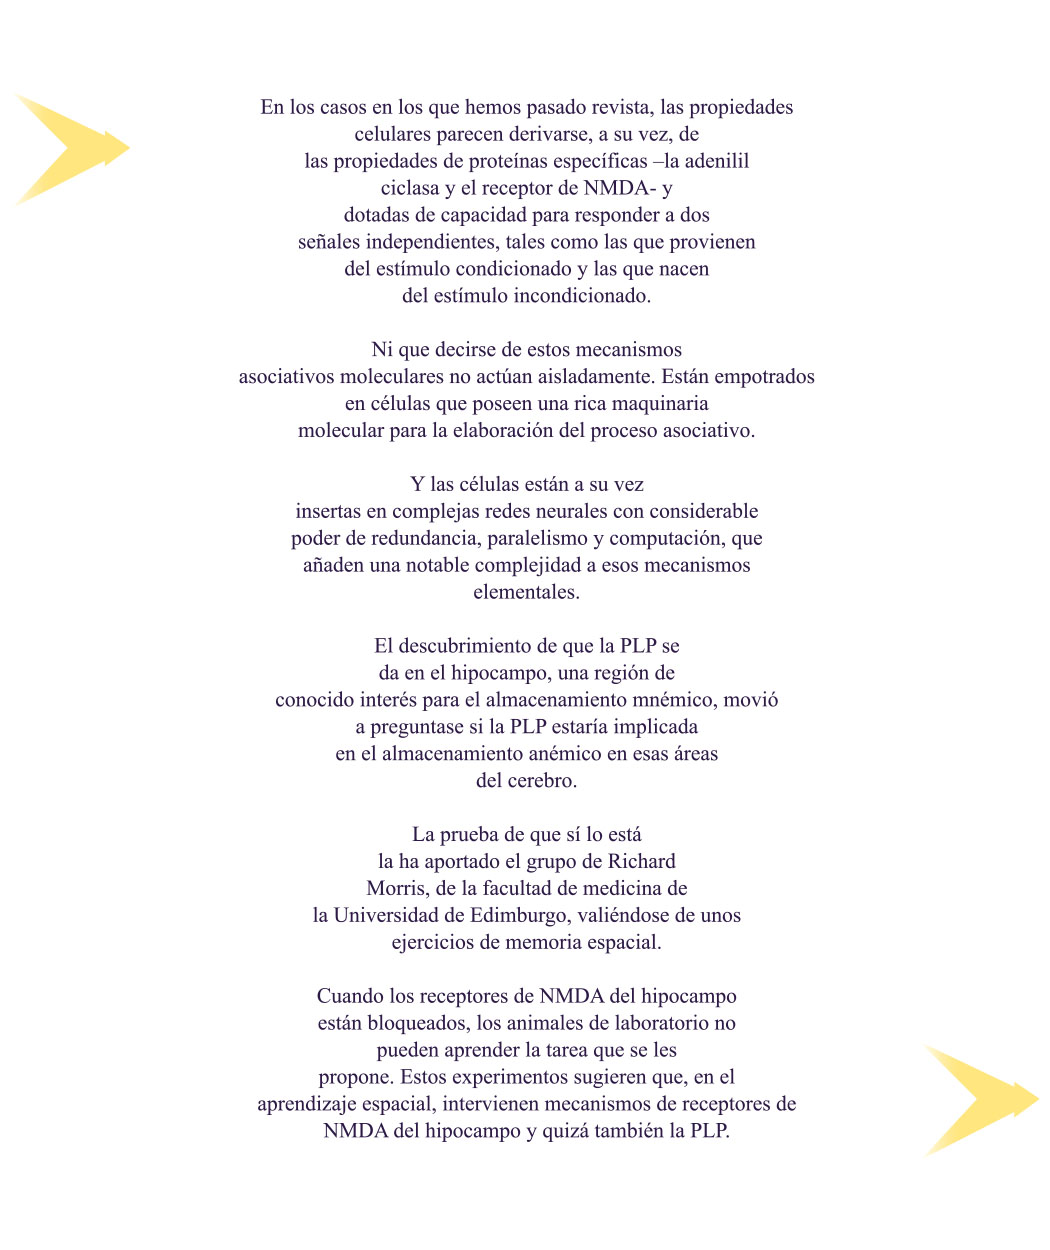 En los casos en los que hemos pasado revista, las propiedades
celulares parecen derivarse, a su vez, de
las propiedades de proteínas específicas –la adenilil
ciclasa y el receptor de NMDA- y
dotadas de capacidad para responder a dos
señales independientes, tales como las que provienen
del estímulo condicionado y las que nacen
del estímulo incondicionado.
Ni que decirse de estos mecanismos
asociativos moleculares no actúan aisladamente. Están empotrados
en células que poseen una rica maquinaria
molecular para la elaboración del proceso asociativo.
Y las células están a su vez
insertas en complejas redes neurales con considerable
poder de redundancia, paralelismo y computación, que
añaden una notable complejidad a esos mecanismos
elementales.
El descubrimiento de que la PLP se
da en el hipocampo, una región de
conocido interés para el almacenamiento mnémico, movió
a preguntase si la PLP estaría implicada
en el almacenamiento anémico en esas áreas
del cerebro.
La prueba de que sí lo está
la ha aportado el grupo de Richard
Morris, de la facultad de medicina de
la Universidad de Edimburgo, valiéndose de unos
ejercicios de memoria espacial.
Cuando los receptores de NMDA del hipocampo
están bloqueados, los animales de laboratorio no
pueden aprender la tarea que se les
propone. Estos experimentos sugieren que, en el
aprendizaje espacial, intervienen mecanismos de receptores de
NMDA del hipocampo y quizá también la PLP.